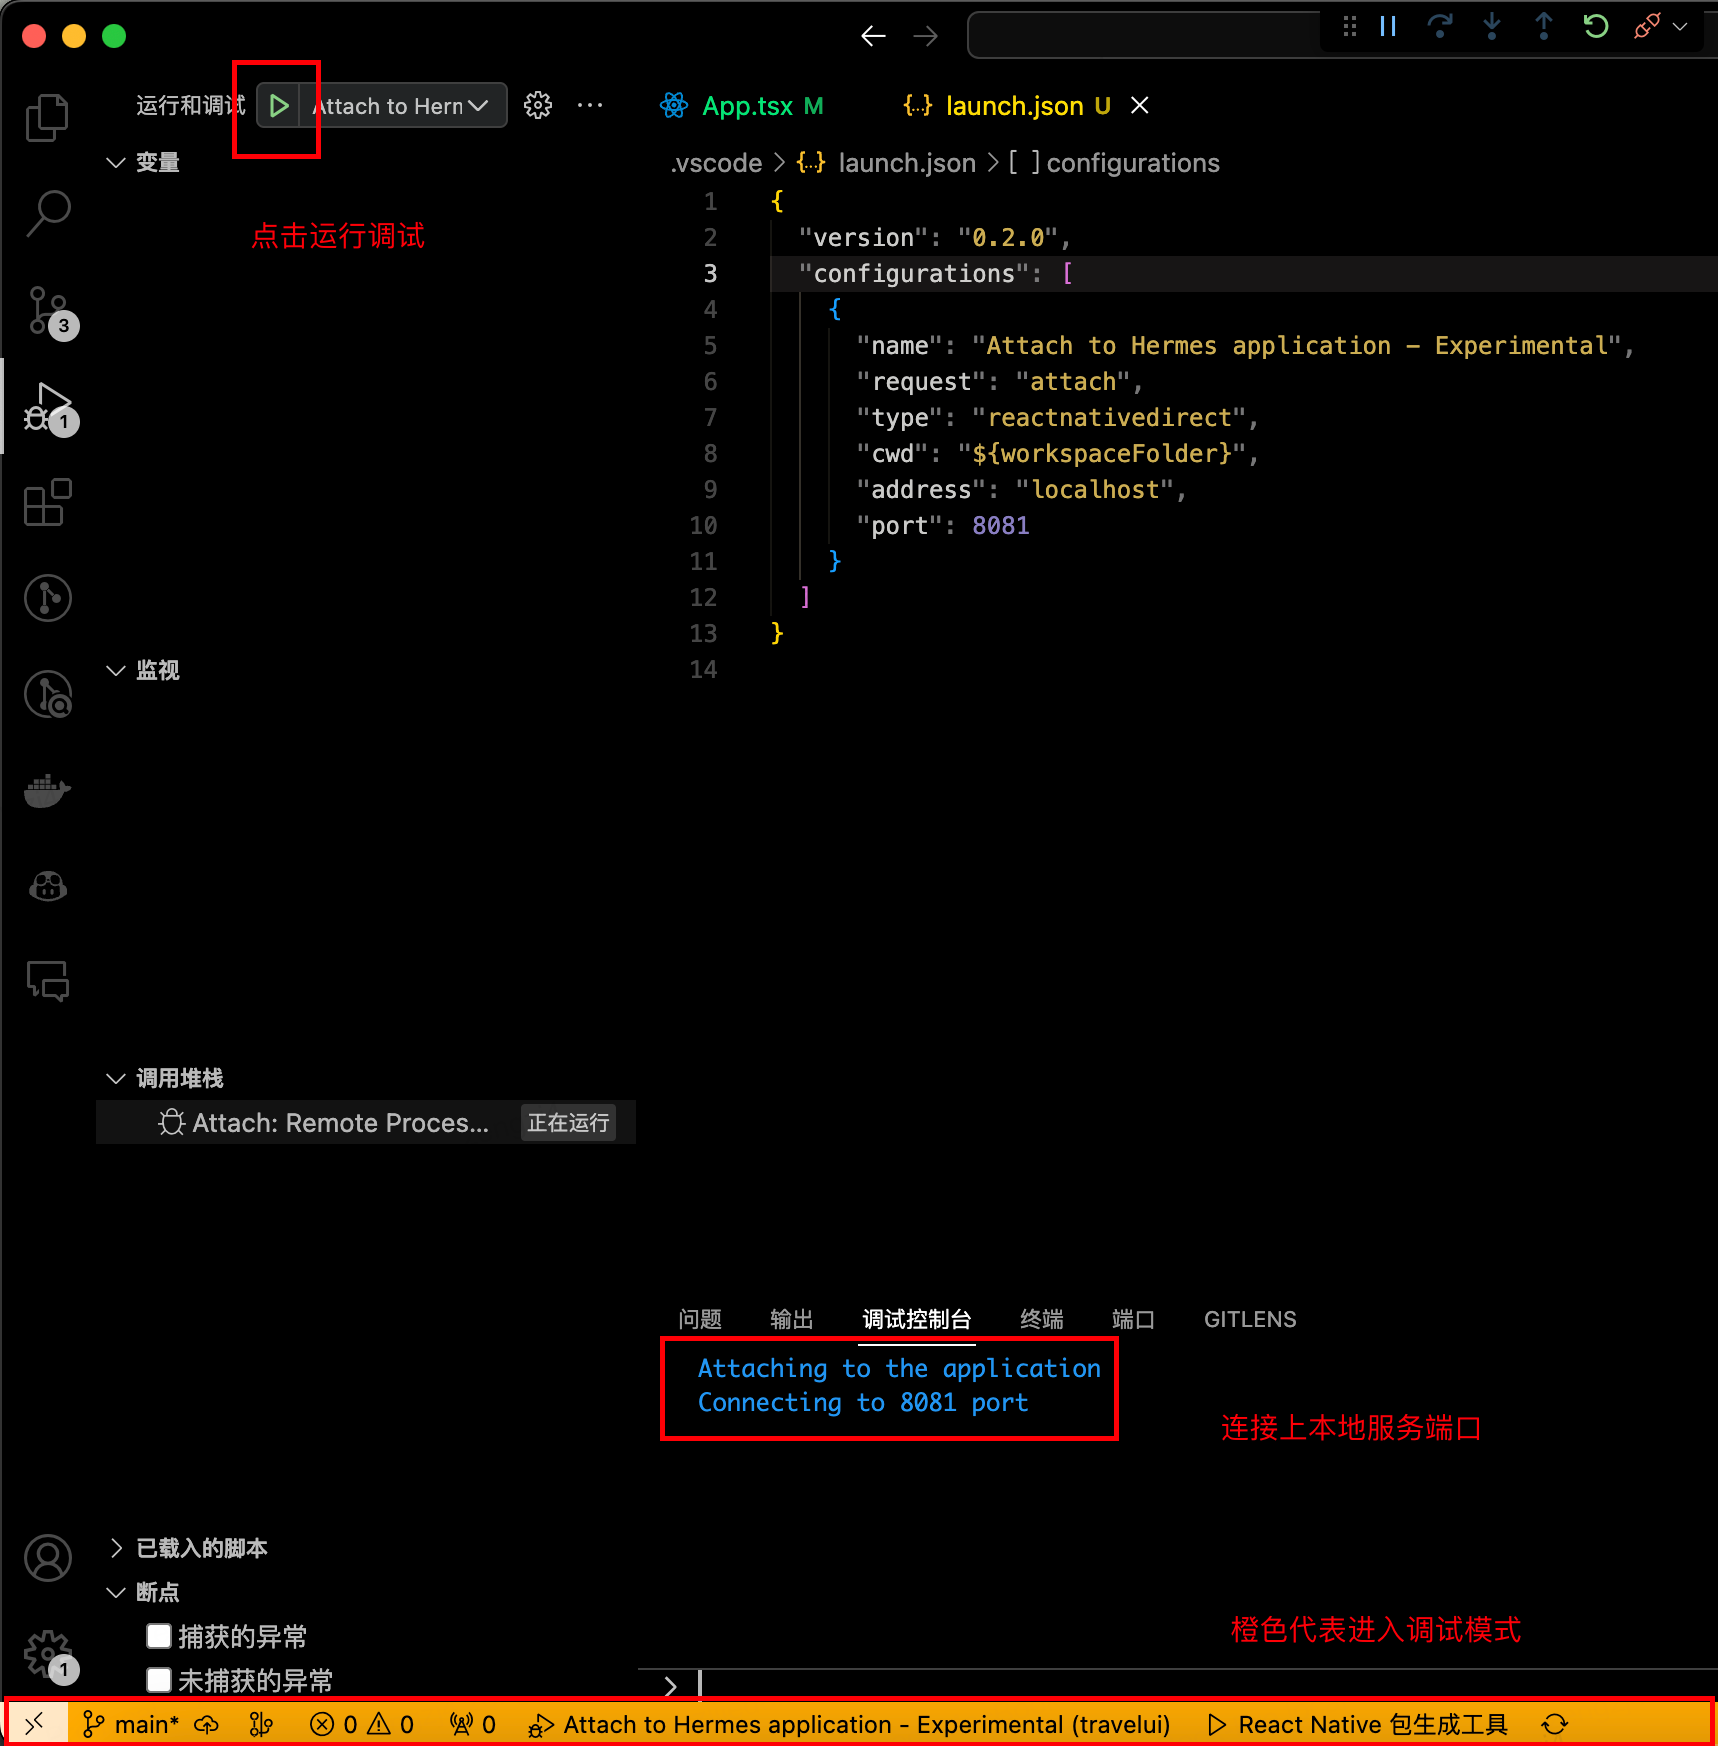 运行和调试
Attach to Herm
App.tsx M
launch.json U
变量
.vscode > {..} launch.json > [ ] configurations
点击运行调试
1 {
2 "version": "0.2.0",
3 "configurations": [
4 {
5 "name": "Attach to Hermes application - Experimental",
6 "request": "attach",
7 "type": "reactnativedirect",
8 "cwd": "${workspaceFolder}",
9 "address": "localhost",
10 "port": 8081
11 }
12 ]
13 }
14
3
1
监视
调用堆栈
Attach: Remote Proces... 正在运行
问题 输出 调试控制台 终端 端口 GITLENS
Attaching to the application
Connecting to 8081 port
连接上本地服务端口
已载入的脚本
断点
捕获的异常
橙色代表进入调试模式
未捕获的异常
1
main* 0 0 0 Attach to Hermes application - Experimental (travelui) React Native 包生成工具